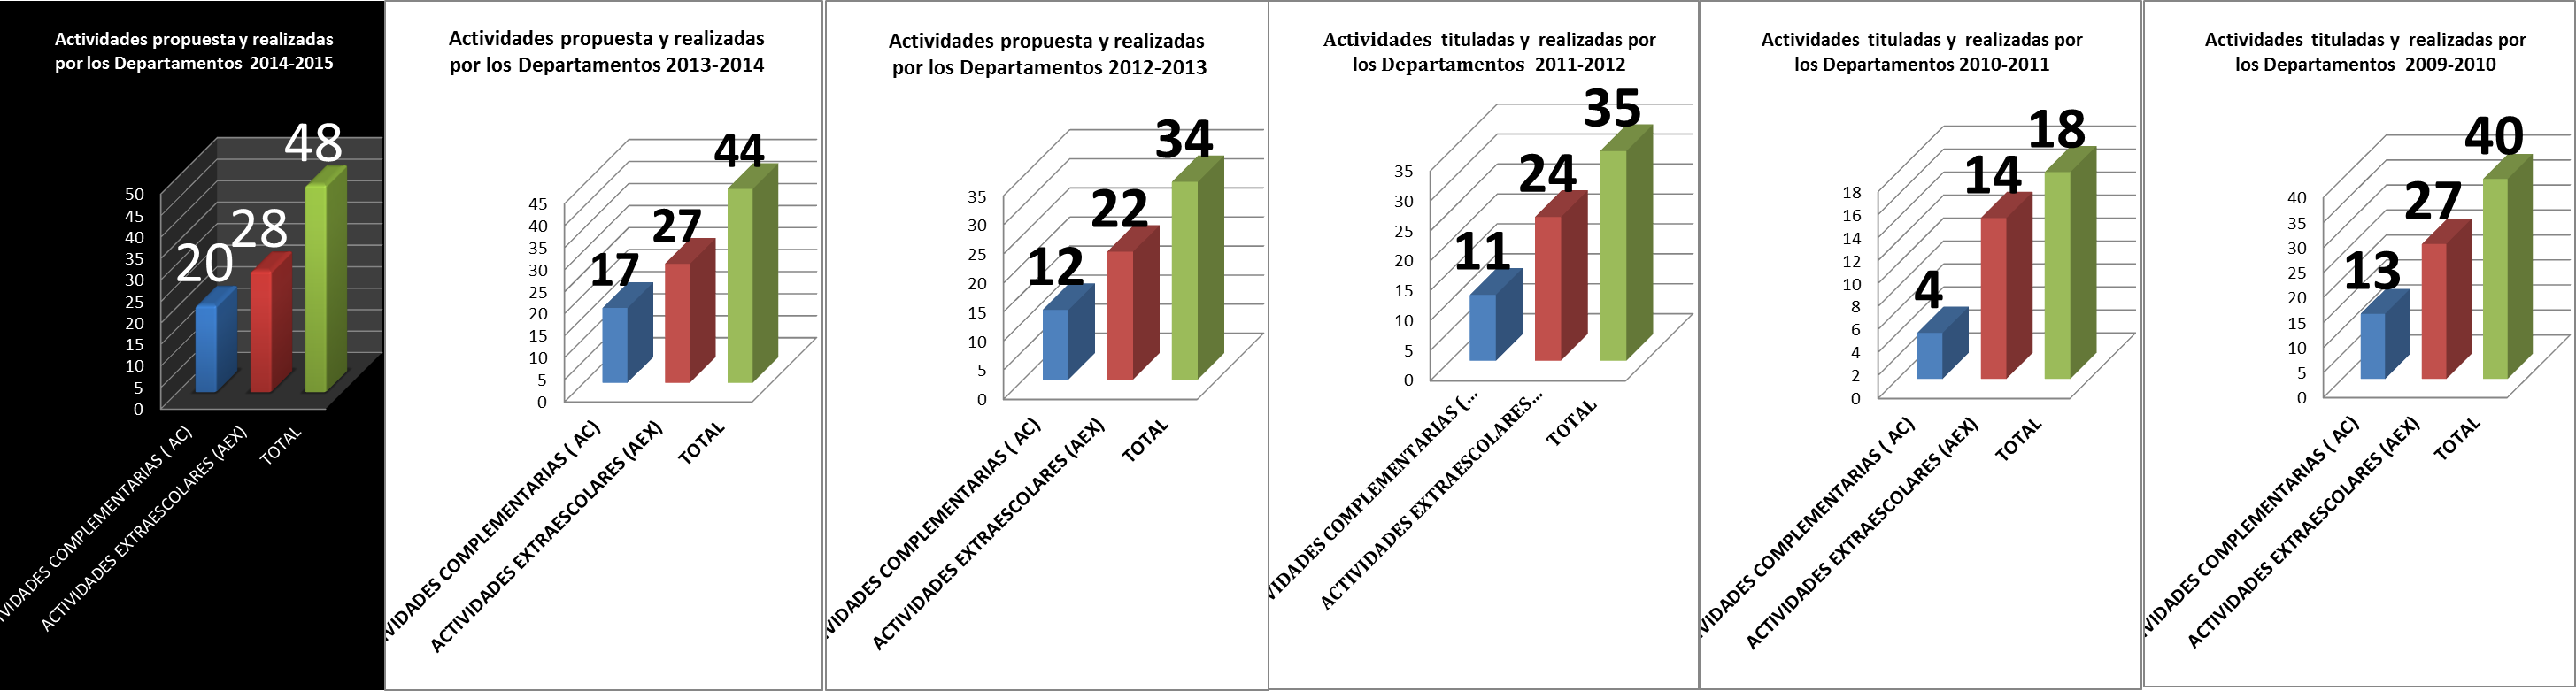 Actividades propuesta y realizadas
por los Departamentos 2014-2015
48
28
20
50
45
40
35
30
25
20
15
10
5
0
IVIDADES COMPLEMENTARIAS ( AC)
ACTIVIDADES EXTRAESCOLARES (AEX)
TOTAL
Actividades propuesta y realizadas
por los Departamentos 2013-2014
44
27
17
45
40
35
30
25
20
15
10
5
0
IVIDADES COMPLEMENTARIAS ( AC)
ACTIVIDADES EXTRAESCOLARES (AEX)
TOTAL
Actividades propuesta y realizadas
por los Departamentos 2012-2013
34
22
12
35
30
25
20
15
10
5
0
IVIDADES COMPLEMENTARIAS ( AC)
ACTIVIDADES EXTRAESCOLARES (AEX)
TOTAL
Actividades tituladas y realizadas por
los Departamentos 2011-2012
35
24
11
35
30
25
20
15
10
5
0
VIDADES COMPLEMENTARIAS (...
ACTIVIDADES EXTRAESCOLARES...
TOTAL
Actividades tituladas y realizadas por
los Departamentos 2010-2011
18
14
4
18
16
14
12
10
8
6
4
2
0
IVIDADES COMPLEMENTARIAS ( AC)
ACTIVIDADES EXTRAESCOLARES (AEX)
TOTAL
Actividades tituladas y realizadas por
los Departamentos 2009-2010
40
27
13
40
35
30
25
20
15
10
5
0
IVIDADES COMPLEMENTARIAS ( AC)
ACTIVIDADES EXTRAESCOLARES (AEX)
TOTAL